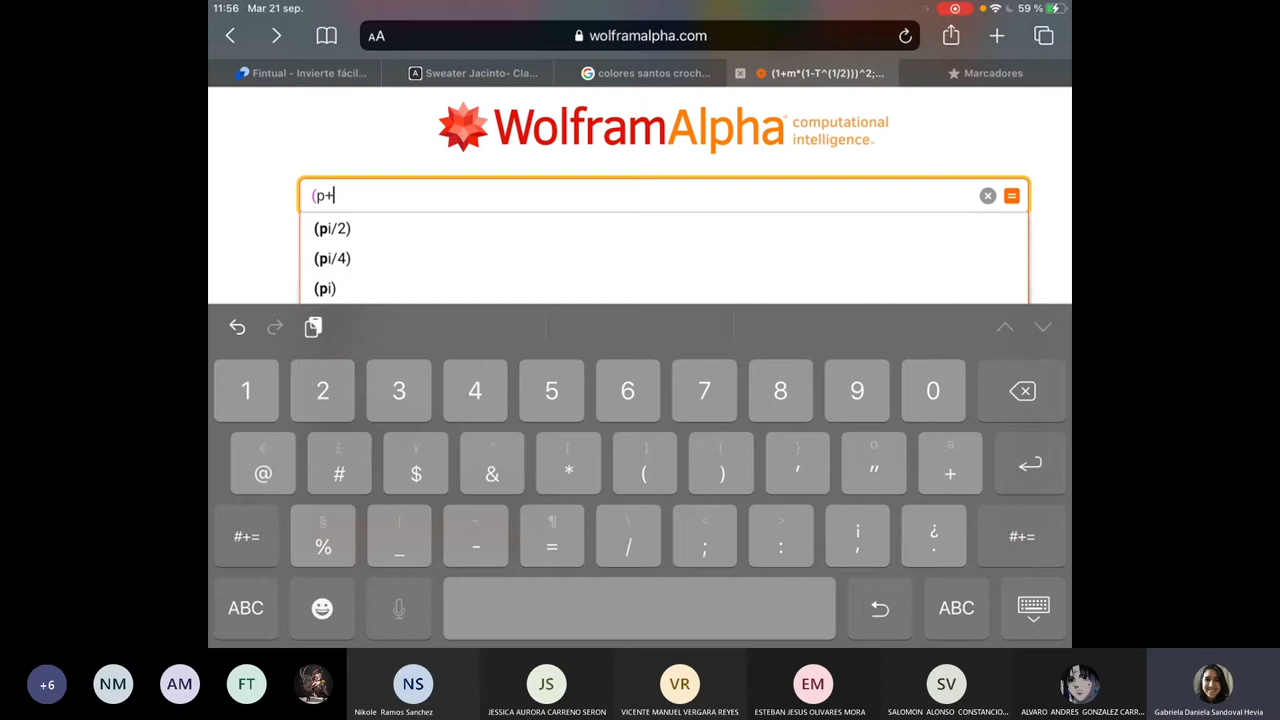 11:56 Mar 21 sep. 59 %
AA wolframalpha.com
Fintual - Invierte fácil... A Sweater Jacinto- Cla... colores santos croch... (1+m*(1-T^(1/2)))^2;... Marcadores
WolframAlpha computational intelligence™
(p+
(pi/2)
(pi/4)
(pi)
1 2 3 4 5 6 7 8 9 0
€ £ ¥ ^ [ ] { } º ä
@ # $ & * ( ) ' " +
§ | ~ ¶ \ < > ¡ ¿
#+= % _ - = / ; : , . #+=
ABC ABC
+6 NM AM FT NS JS VR EM SV
Nikole Ramos Sanchez JESSICA AURORA CARRENO SERON VICENTE MANUEL VERGARA REYES ESTEBAN JESUS OLIVARES MORA SALOMON ALONSO CONSTANCIO... ALVARO ANDRES GONZALEZ CARR... Gabriela Daniela Sandoval Hevia